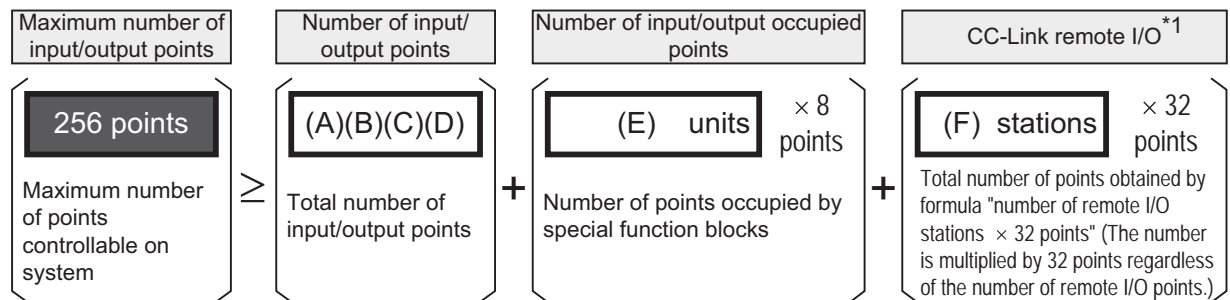 Maximum number of
input/output points
Number of input/
output points
Number of input/output occupied
points
CC-Link remote I/O*1
256 points
Maximum number
of points
controllable on
system
≥
(A)(B)(C)(D)
Total number of
input/output points
+
(E) units
× 8
points
Number of points occupied by
special function blocks
+
(F) stations
× 32
points
Total number of points obtained by
formula "number of remote I/O
stations × 32 points" (The number
is multiplied by 32 points regardless
of the number of remote I/O points.)